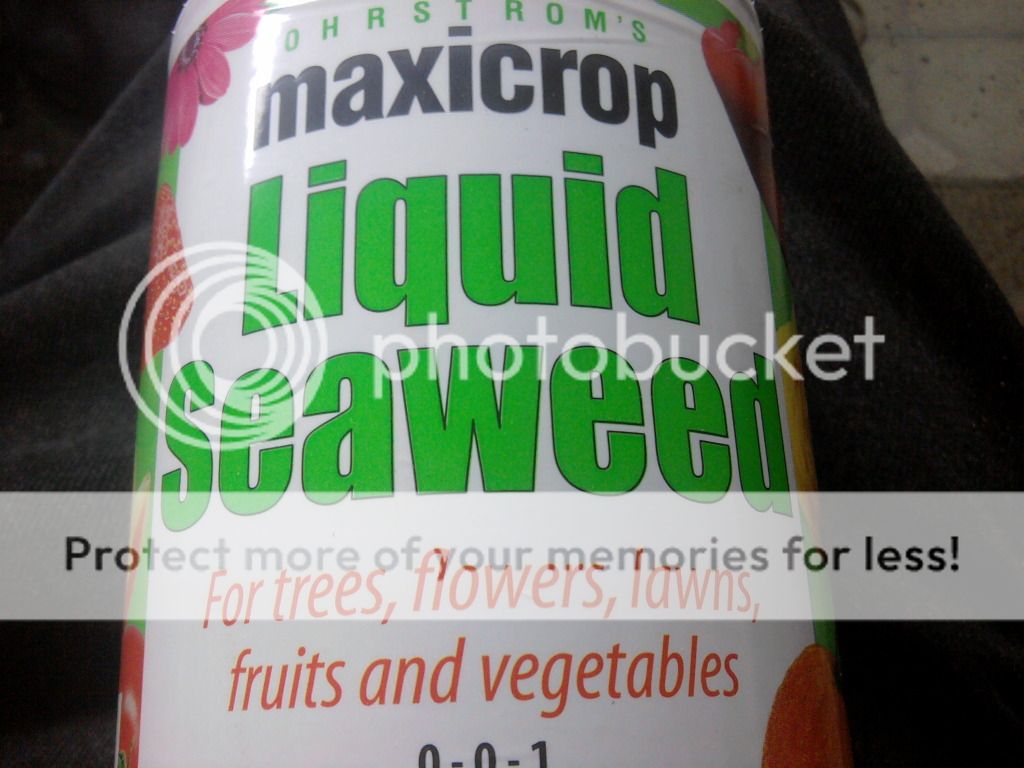 OHRSTROM'S
maxicrop
Liquid
Seaweed
photobucket
Protect more of your memories for less!
For trees, flowers, lawns,
fruits and vegetables
0-0-1